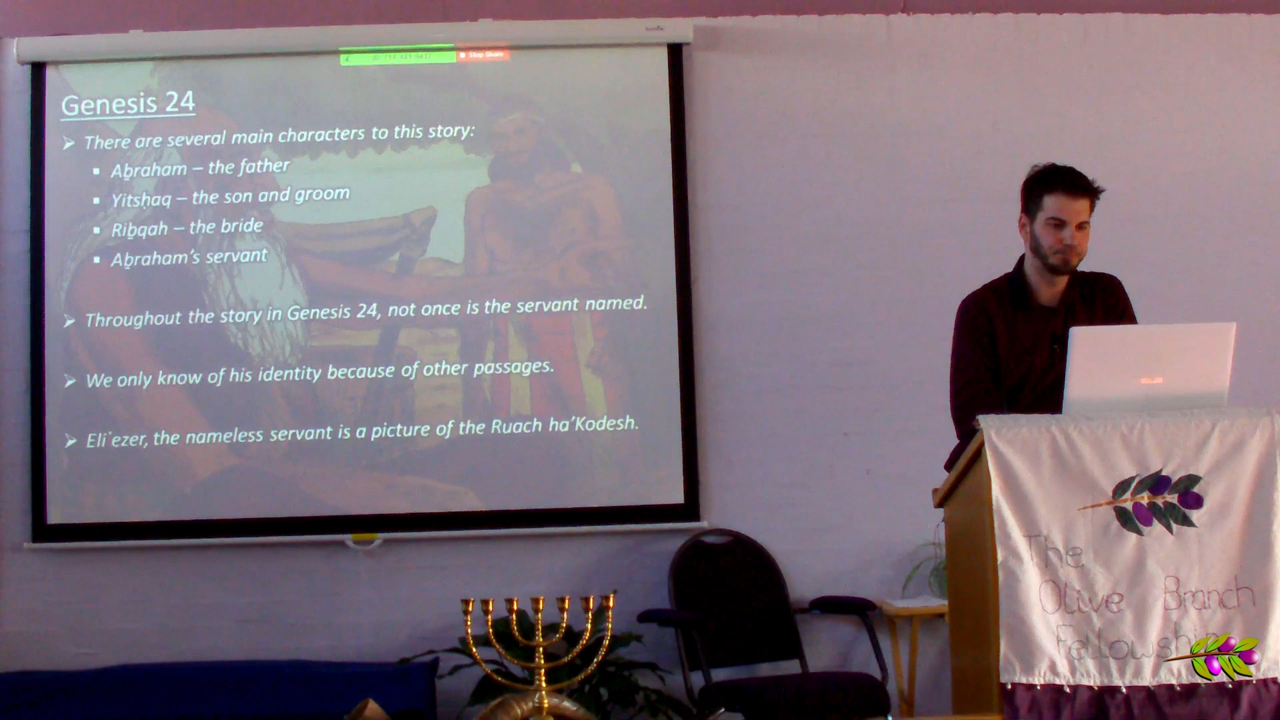 Stop Share
Genesis 24
➢ There are several main characters to this story:
▪ Aḇraham – the father
▪ Yitsḥaq – the son and groom
▪ Riḇqah – the bride
▪ Aḇraham’s servant
➢ Throughout the story in Genesis 24, not once is the servant named.
➢ We only know of his identity because of other passages.
➢ Eliʽezer, the nameless servant is a picture of the Ruach ha’Kodesh.
The
Olive Branch
Fellowship